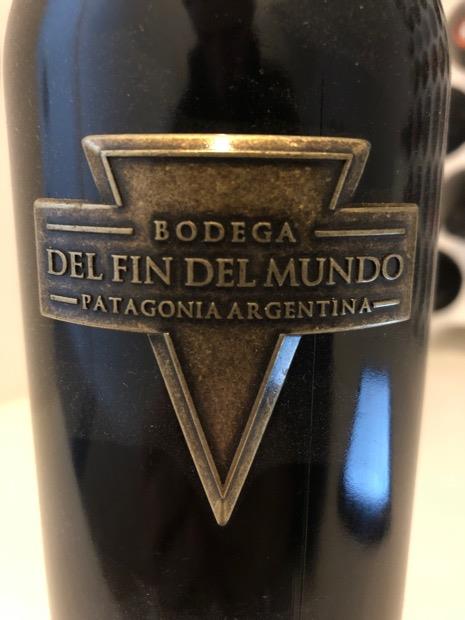 BODEGA
DEL FIN DEL MUNDO
PATAGONIA ARGENTINA